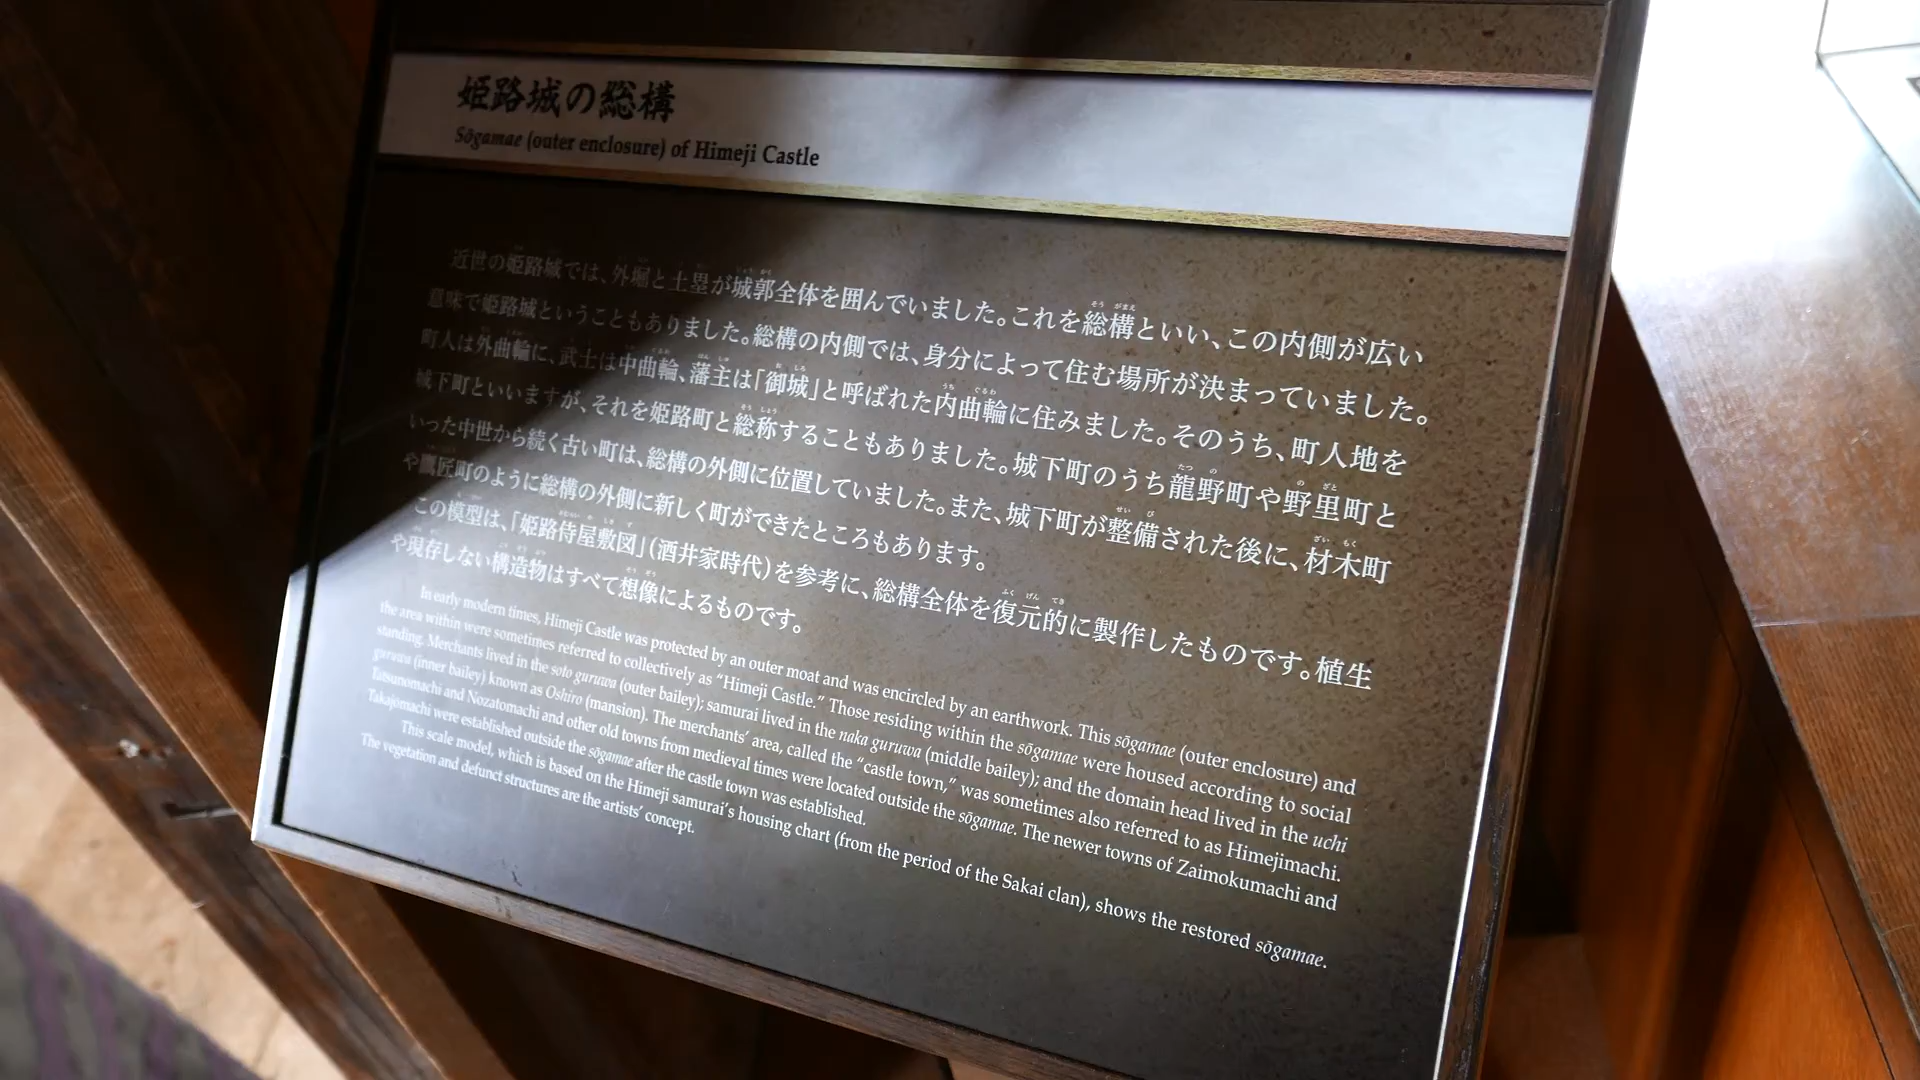 姫路城の総構
Sōgamae (outer enclosure) of Himeji Castle
近世の姫路城では、外堀と土塁が城郭全体を囲んでいました。これを総構といい、この内側が広い
意味で姫路城ということもありました。総構の内側では、身分によって住む場所が決まっていました。
町人は外曲輪に、武士は中曲輪、藩主は「御城」と呼ばれた内曲輪に住みました。そのうち、町人地を
城下町といいますが、それを姫路町と総称することもありました。城下町のうち龍野町や野里町と
いった中世から続く古い町は、総構の外側に位置していました。また、城下町が整備された後に、材木町
や鷹匠町のように総構の外側に新しく町ができたところもあります。
この模型は、「姫路侍屋敷図」(酒井家時代)を参考に、総構全体を復元的に製作したものです。植生
や現存しない構造物はすべて想像によるものです。
In early modern times, Himeji Castle was protected by an outer moat and was encircled by an earthwork. This sōgamae (outer enclosure) and
the area within were sometimes referred to collectively as “Himeji Castle.” Those residing within the sōgamae were housed according to social
standing. Merchants lived in the soto guruwa (outer bailey); samurai lived in the naka guruwa (middle bailey); and the domain head lived in the uchi
guruwa (inner bailey) known as Oshiro (mansion). The merchants’ area, called the “castle town,” was sometimes also referred to as Himejimachi.
Tatsunomachi and Nozatomachi and other old towns from medieval times were located outside the sōgamae. The newer towns of Zaimokumachi and
Takajomachi were established outside the sōgamae after the castle town was established.
This scale model, which is based on the Himeji samurai’s housing chart (from the period of the Sakai clan), shows the restored sōgamae.
The vegetation and defunct structures are the artists’ concept.